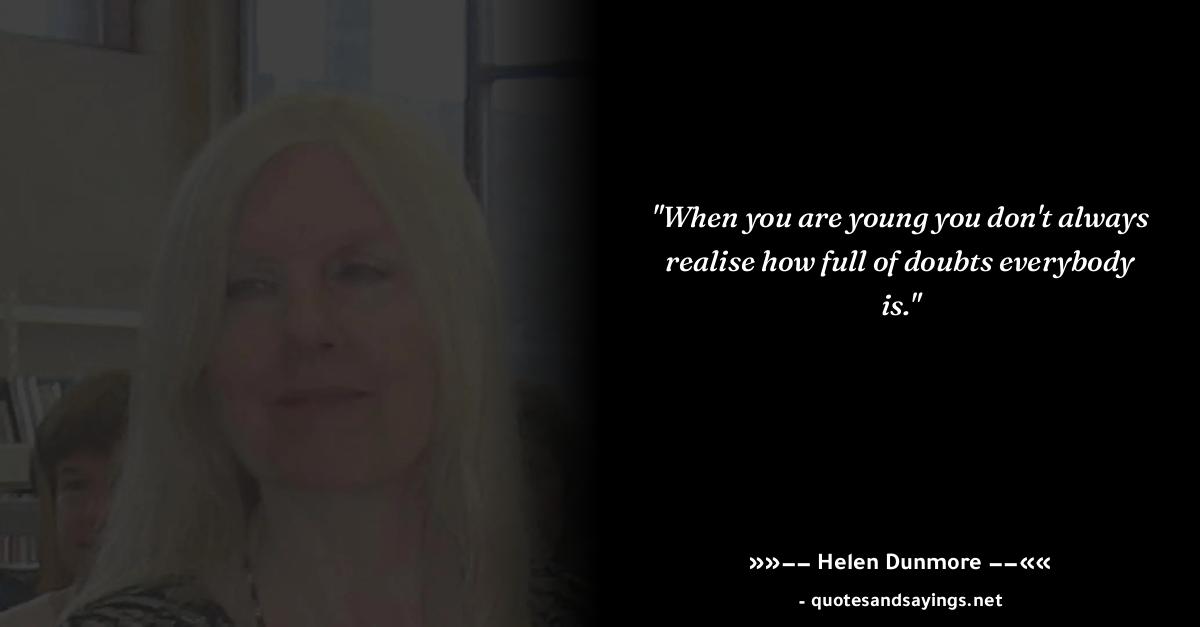 "When you are young you don't always
realise how full of doubts everybody
is."
»»–– Helen Dunmore ––««
- quotesandsayings.net